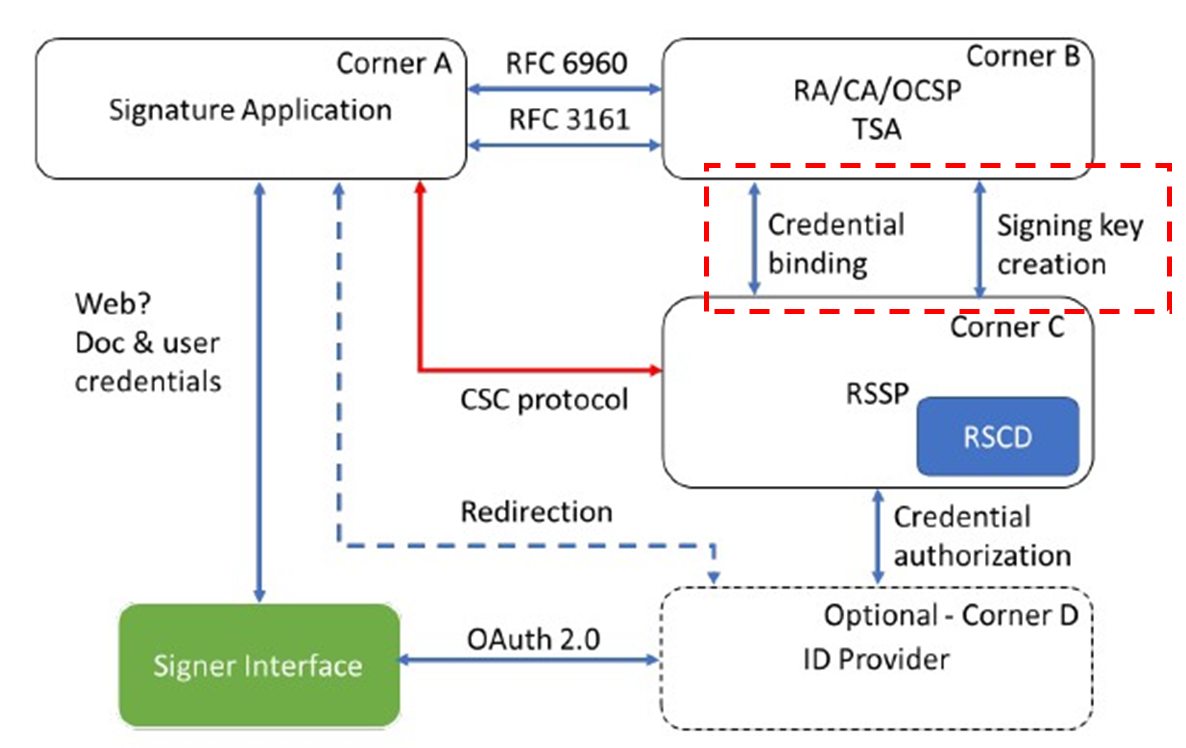 Corner A
Signature Application
RFC 6960
RFC 3161
Corner B
RA/CA/OCSP
TSA
Credential
binding
Signing key
creation
Web?
Doc & user
credentials
CSC protocol
Corner C
RSSP
RSCD
Redirection
Credential
authorization
Signer Interface
OAuth 2.0
Optional - Corner D
ID Provider